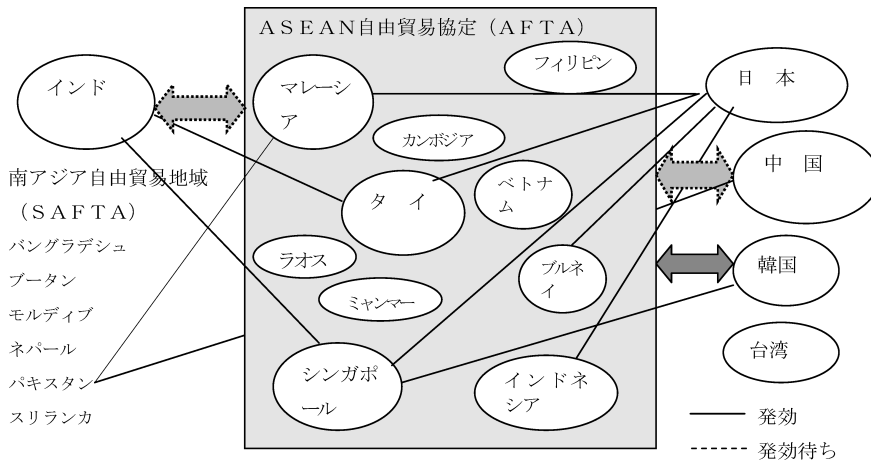 ASEAN自由貿易協定（AFTA）
インド
マレーシ
ア
フィリピン
日　本
カンボジア
中　国
南アジア自由貿易地域
（SAFTA）
タ　イ
ベトナ
ム
バングラデシュ
ラオス
ブルネ
イ
韓国
ブータン
ミャンマー
モルディブ
ネパール
台湾
パキスタン
シンガポ
ール
インドネ
シア
スリランカ
発効
発効待ち